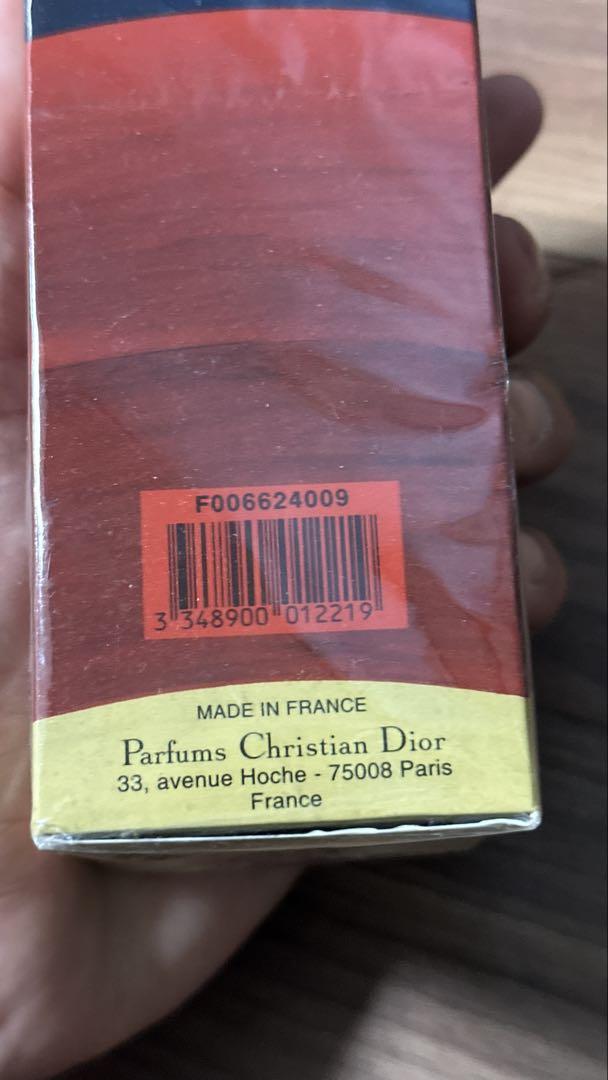 F006624009
3 348900 012219
MADE IN FRANCE
Parfums Christian Dior
33, avenue Hoche - 75008 Paris
France